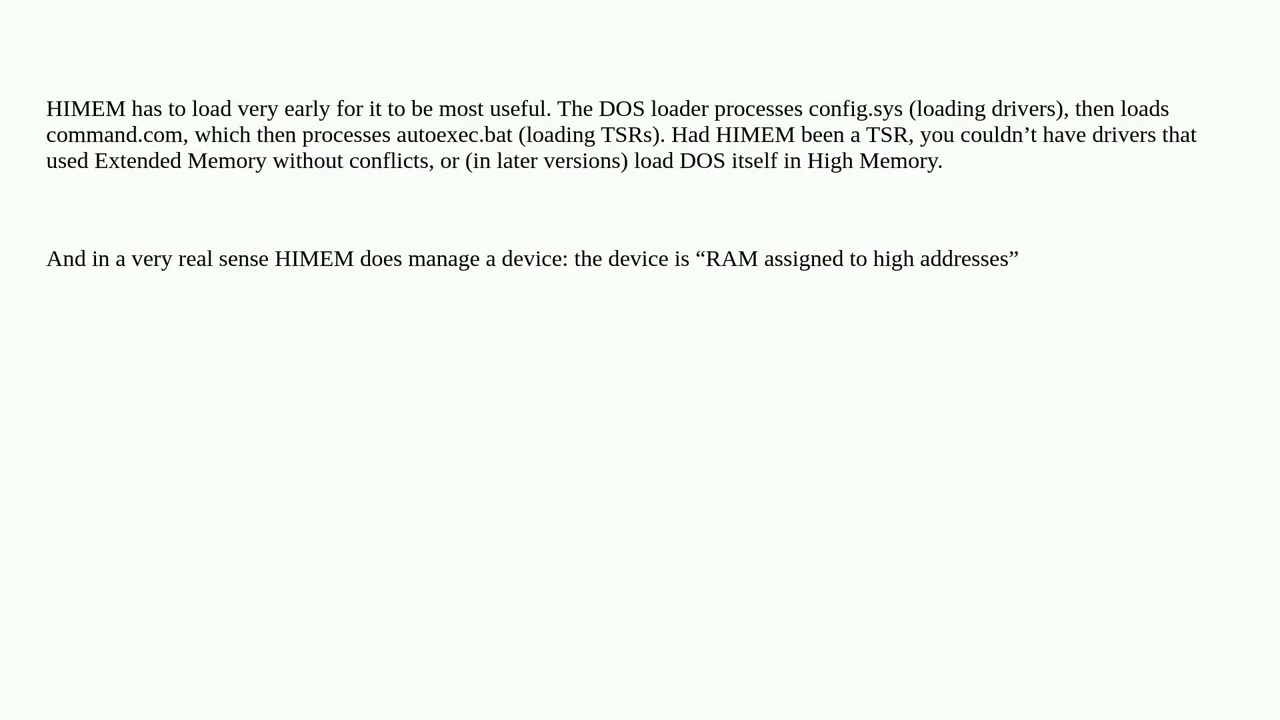 HIMEM has to load very early for it to be most useful. The DOS loader processes config.sys (loading drivers), then loads
command.com, which then processes autoexec.bat (loading TSRs). Had HIMEM been a TSR, you couldn’t have drivers that
used Extended Memory without conflicts, or (in later versions) load DOS itself in High Memory.
And in a very real sense HIMEM does manage a device: the device is “RAM assigned to high addresses”